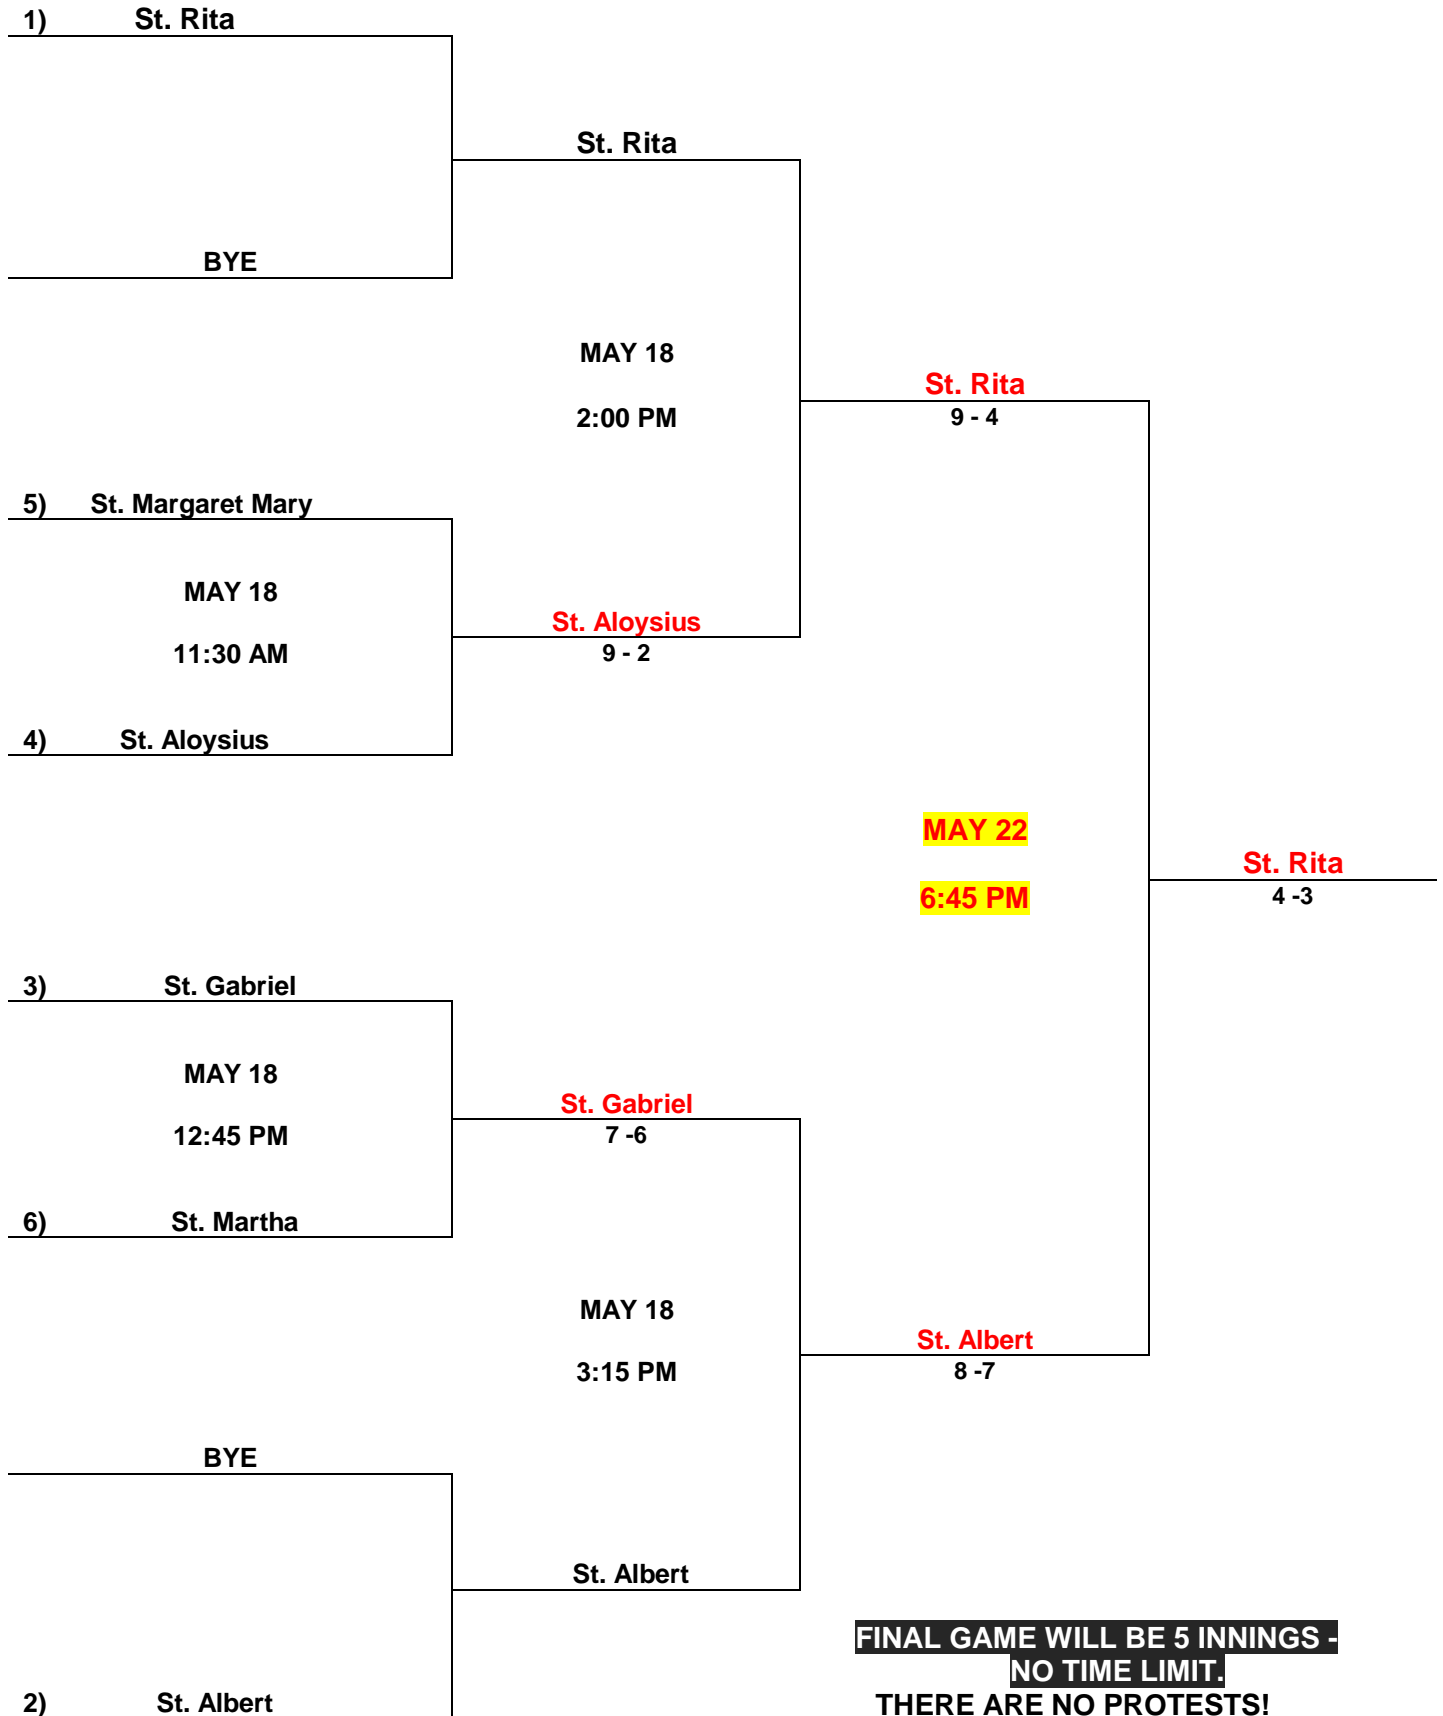 1) St. Rita
St. Rita
BYE
MAY 18
2:00 PM
St. Rita
9 - 4
5) St. Margaret Mary
MAY 18
11:30 AM
St. Aloysius
9 - 2
4) St. Aloysius
MAY 22
6:45 PM
St. Rita
4 -3
3) St. Gabriel
MAY 18
12:45 PM
St. Gabriel
7 -6
6) St. Martha
MAY 18
3:15 PM
St. Albert
8 -7
BYE
St. Albert
2) St. Albert
FINAL GAME WILL BE 5 INNINGS -
NO TIME LIMIT.
THERE ARE NO PROTESTS!